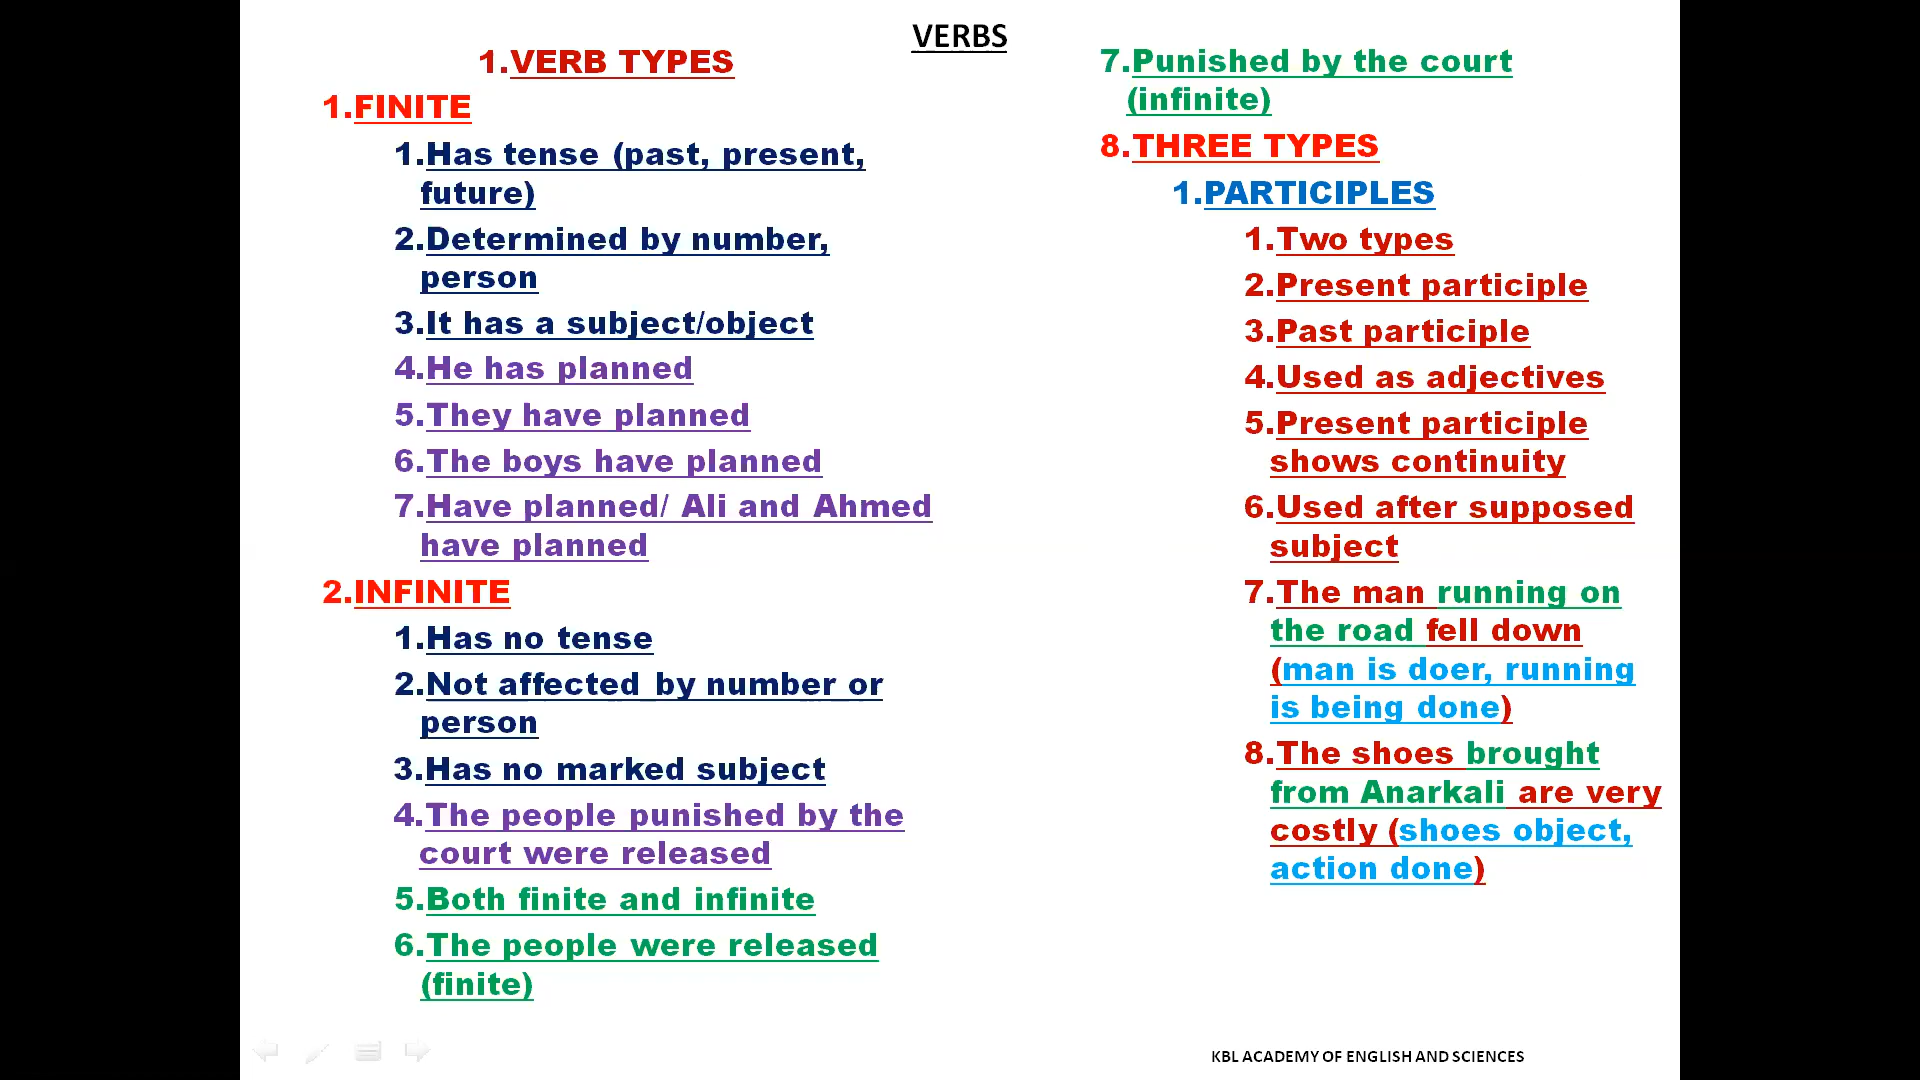 VERBS
1.VERB TYPES
1.FINITE
1.Has tense (past, present,
future)
2.Determined by number,
person
3.It has a subject/object
4.He has planned
5.They have planned
6.The boys have planned
7.Have planned/ Ali and Ahmed
have planned
2.INFINITE
1.Has no tense
2.Not affected by number or
person
3.Has no marked subject
4.The people punished by the
court were released
5.Both finite and infinite
6.The people were released
(finite)
7.Punished by the court
(infinite)
8.THREE TYPES
1.PARTICIPLES
1.Two types
2.Present participle
3.Past participle
4.Used as adjectives
5.Present participle
shows continuity
6.Used after supposed
subject
7.The man running on
the road fell down
(man is doer, running
is being done)
8.The shoes brought
from Anarkali are very
costly (shoes object,
action done)
KBL ACADEMY OF ENGLISH AND SCIENCES